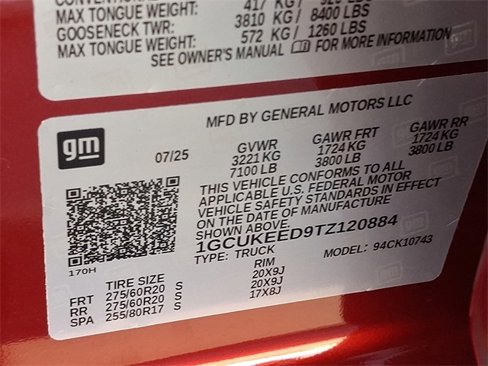 MAX TONGUE WEIGHT: 417 KG / 920 LBS
GOOSENECK TWR: 3810 KG / 8400 LBS
MAX TONGUE WEIGHT: 572 KG / 1260 LBS
SEE OWNER'S MANUAL FOR MORE INFORMATION
MFD BY GENERAL MOTORS LLC
gm
07/25 GVWR GAWR FRT GAWR RR
3221 KG 1724 KG 1724 KG
7100 LB 3800 LB 3800 LB
THIS VEHICLE CONFORMS TO ALL
APPLICABLE U.S. FEDERAL MOTOR
VEHICLE SAFETY STANDARDS IN EFFECT
ON THE DATE OF MANUFACTURE
SHOWN ABOVE.
1GCUKEED9TZ120884
TYPE: TRUCK MODEL: 94CK10743
170H
TIRE SIZE RIM
FRT 275/60R20 S 20X9J
RR 275/60R20 S 20X9J
SPA 255/80R17 S 17X8J